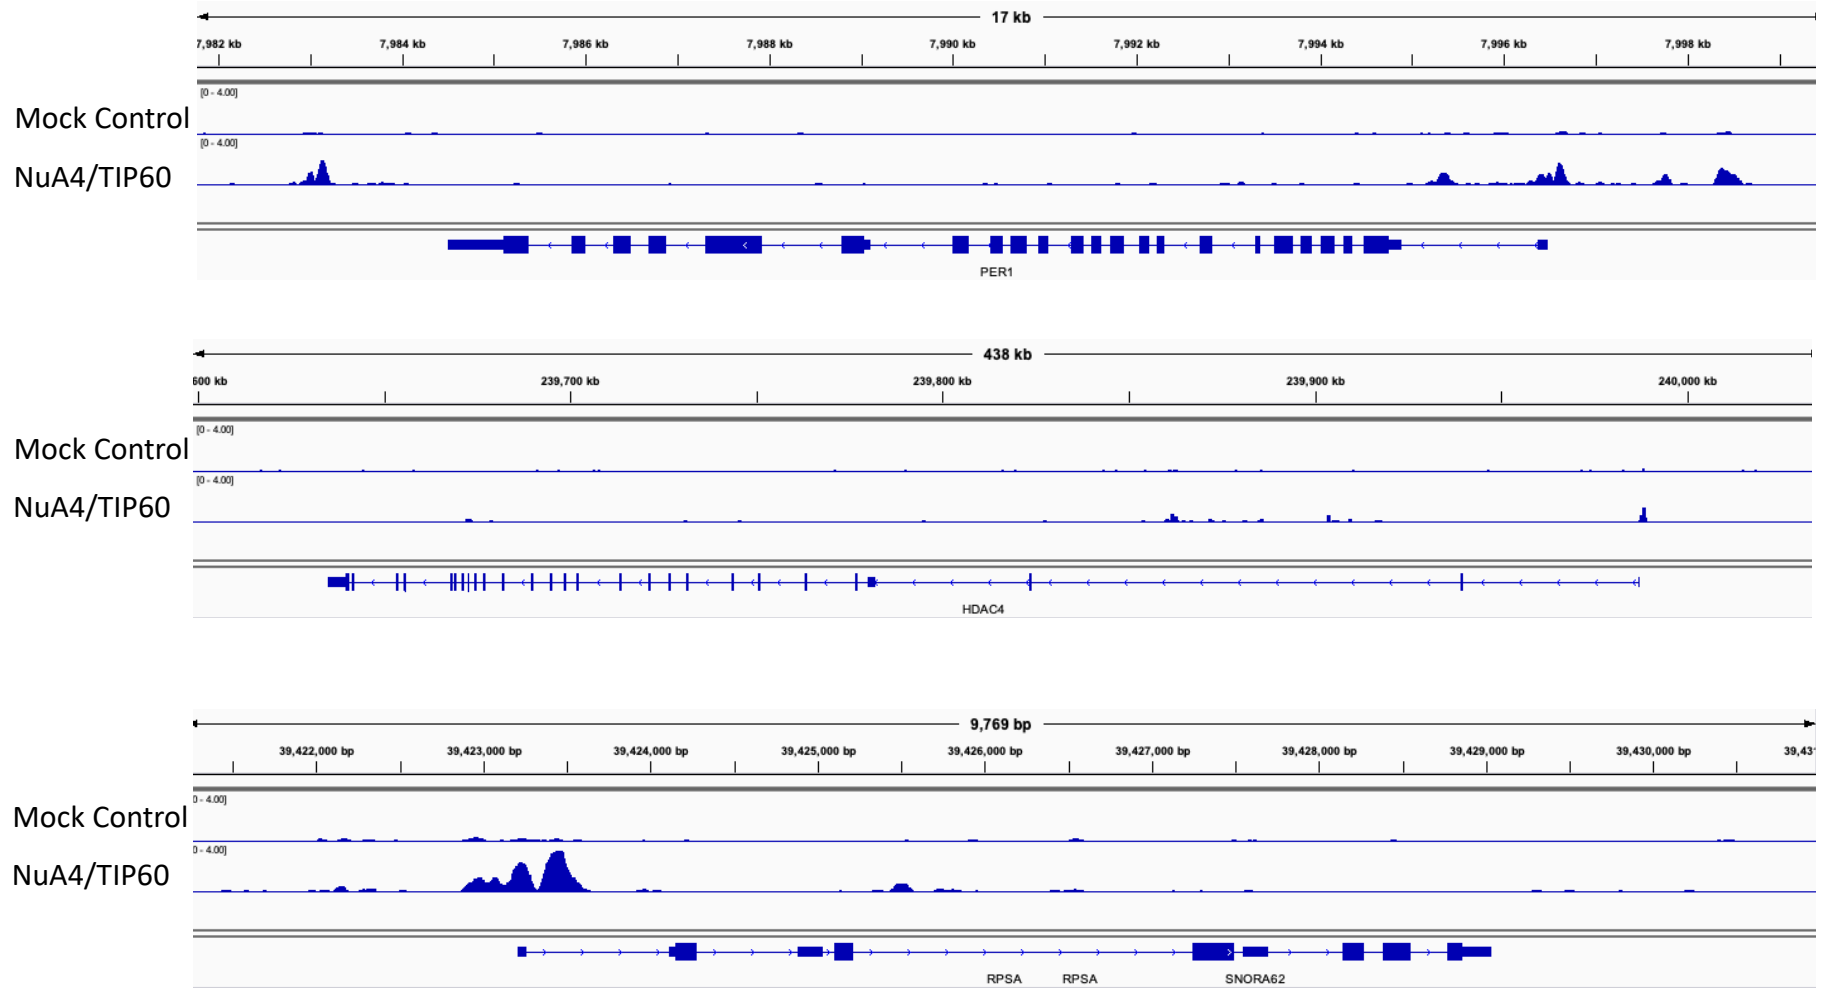 17 kb
7,982 kb 7,984 kb 7,986 kb 7,988 kb 7,990 kb 7,992 kb 7,994 kb 7,996 kb 7,998 kb
[0 - 4.00]
Mock Control
[0 - 4.00]
NuA4/TIP60
PER1
438 kb
600 kb 239,700 kb 239,800 kb 239,900 kb 240,000 kb
[0 - 4.00]
Mock Control
[0 - 4.00]
NuA4/TIP60
HDAC4
9,769 bp
39,422,000 bp 39,423,000 bp 39,424,000 bp 39,425,000 bp 39,426,000 bp 39,427,000 bp 39,428,000 bp 39,429,000 bp 39,430,000 bp 39,431
0 - 4.00]
Mock Control
0 - 4.00]
NuA4/TIP60
RPSA RPSA SNORA62